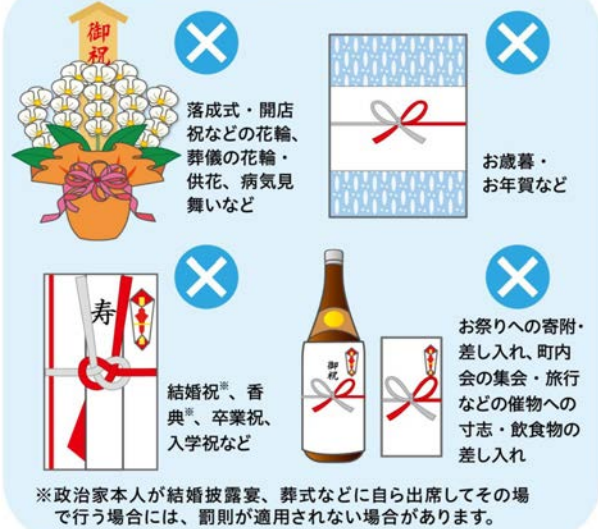 御祝
落成式・開店
祝などの花輪、
葬儀の花輪・
供花、病気見
舞いなど
お歳暮・
お年賀など
寿
結婚祝※、香
典※、卒業祝、
入学祝など
御祝
お祭りへの寄附・
差し入れ、町内
会の集会・旅行
などの催物への
寸志・飲食物の
差し入れ
※政治家本人が結婚披露宴、葬式などに自ら出席してその場
で行う場合には、罰則が適用されない場合があります。